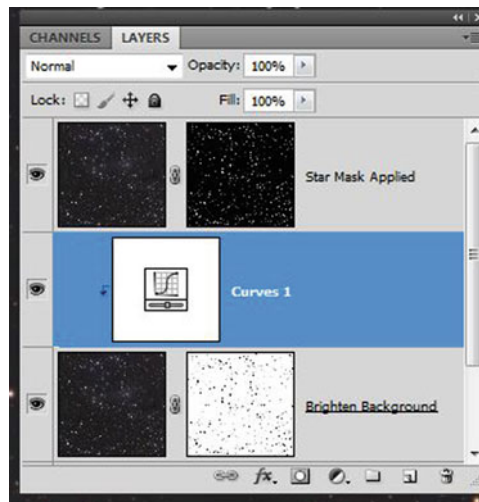 CHANNELS LAYERS
Normal Opacity: 100%
Lock: Fill: 100%
Star Mask Applied
Curves 1
Brighten Background
fx.